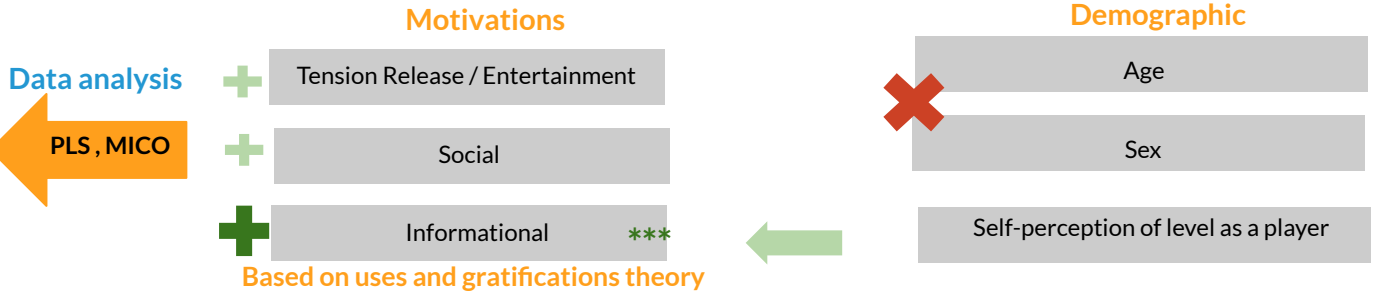 Motivations
Demographic
Data analysis
Tension Release / Entertainment
Age
PLS , MICO
Social
Sex
Informational ***
Self-perception of level as a player
Based on uses and gratifications theory